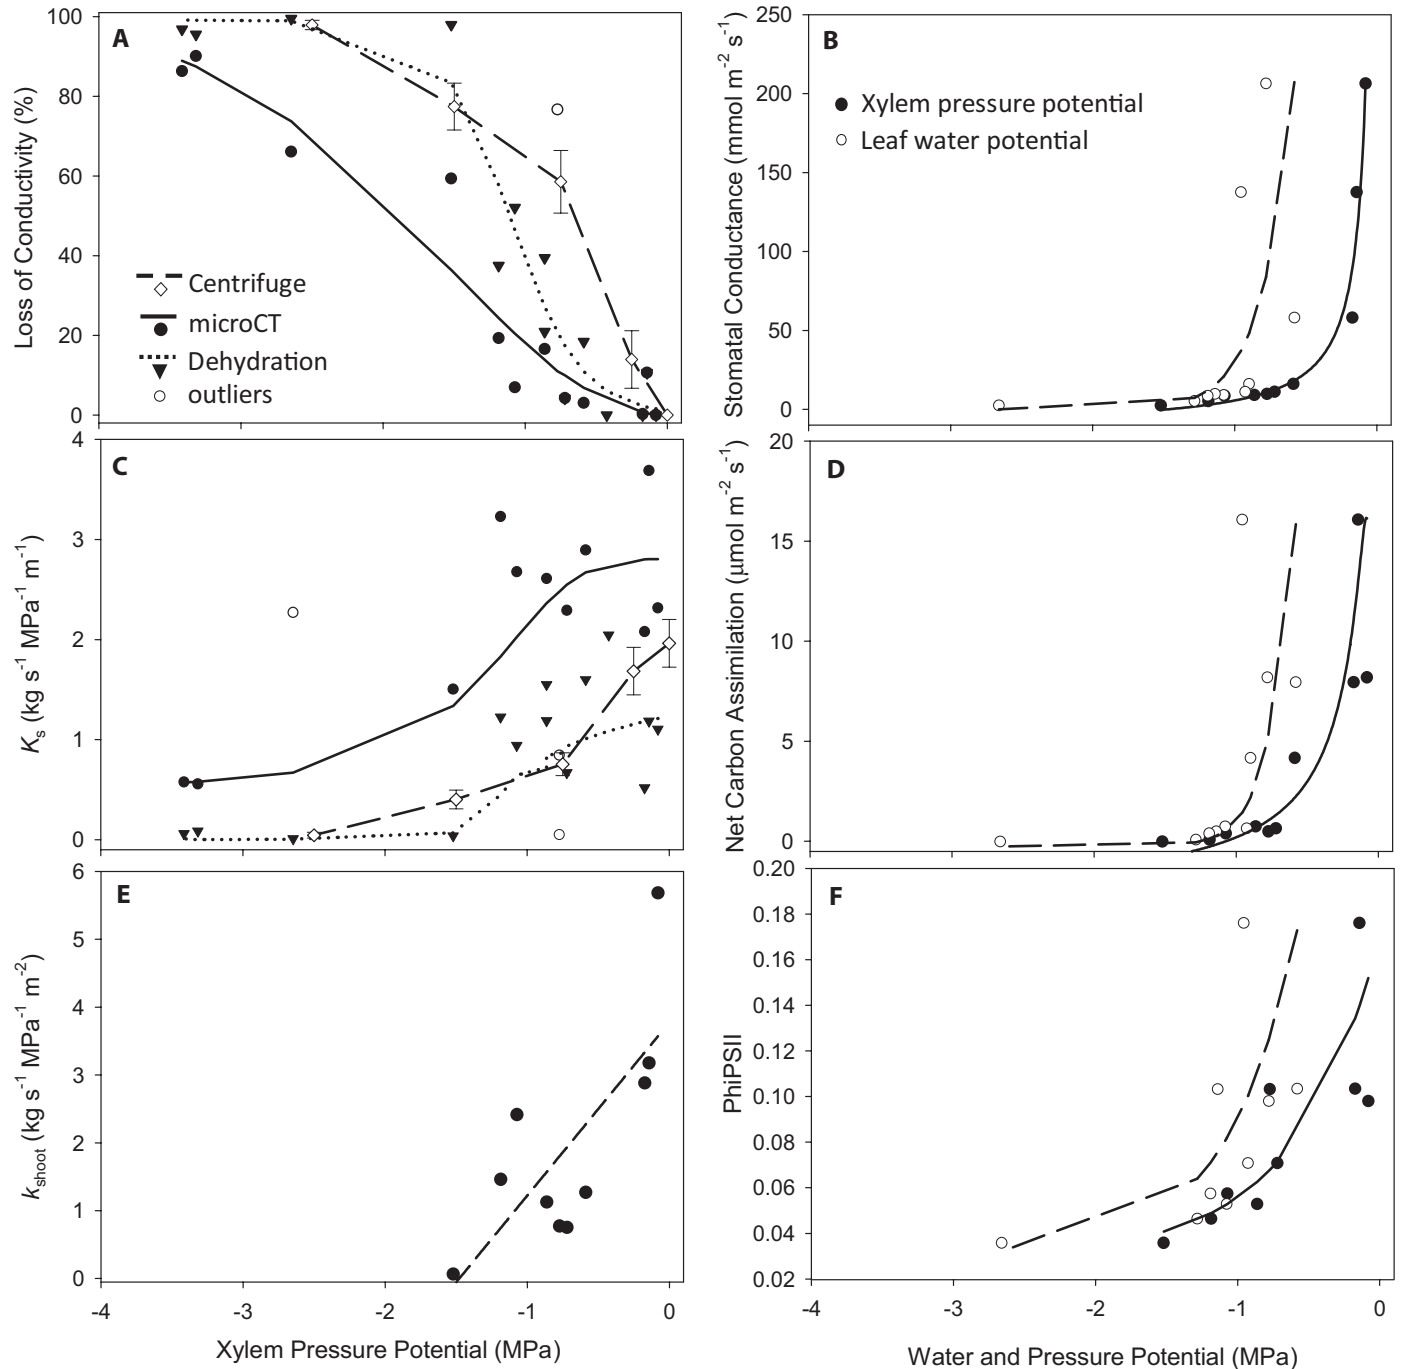 A
Loss of Conductivity (%)
100
80
60
40
20
0
Centrifuge
microCT
Dehydration
outliers
B
Stomatal Conductance (mmol m⁻² s⁻¹)
250
200
150
100
50
0
Xylem pressure potential
Leaf water potential
C
Kₛ (kg s⁻¹ MPa⁻¹ m⁻¹)
4
3
2
1
0
D
Net Carbon Assimilation (μmol m⁻² s⁻¹)
20
15
10
5
0
E
kshoot (kg s⁻¹ MPa⁻¹ m⁻²)
6
5
4
3
2
1
0
-4 -3 -2 -1 0
Xylem Pressure Potential (MPa)
F
PhiPSII
0.20
0.18
0.16
0.14
0.12
0.10
0.08
0.06
0.04
0.02
-4 -3 -2 -1 0
Water and Pressure Potential (MPa)